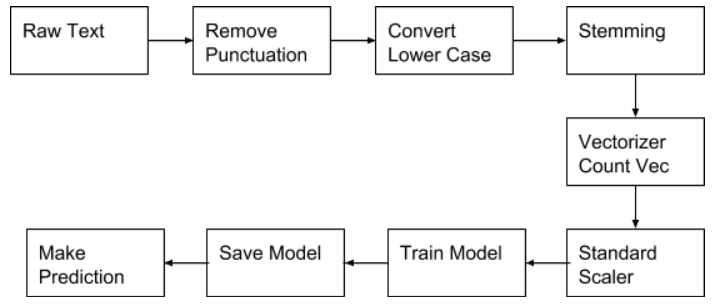 Raw Text
Remove
Punctuation
Convert
Lower Case
Stemming
Vectorizer
Count Vec
Standard
Scaler
Train Model
Save Model
Make
Prediction